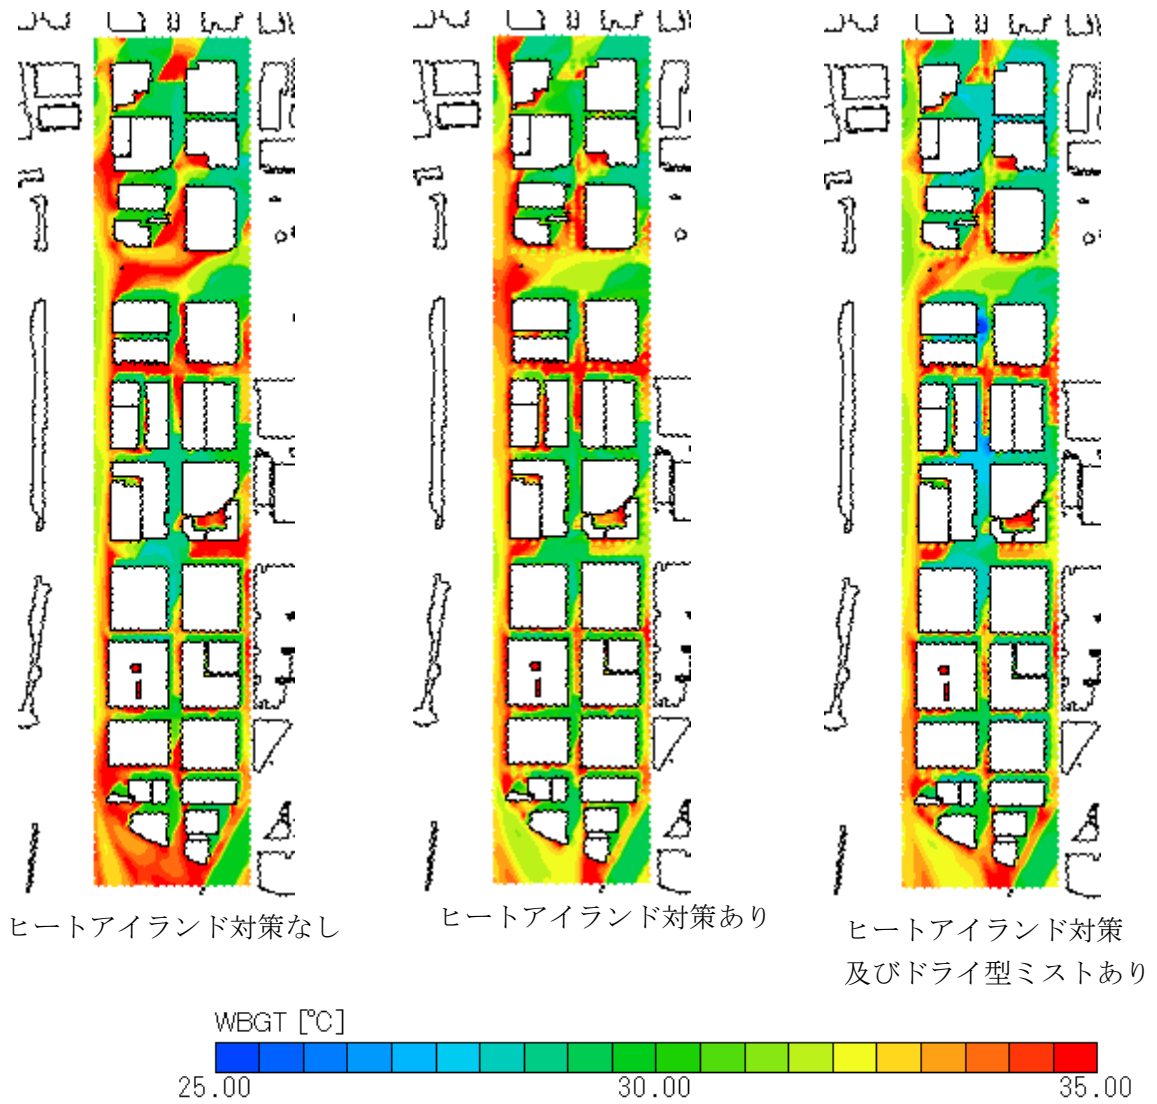 ヒートアイランド対策なし
ヒートアイランド対策あり
ヒートアイランド対策
及びドライ型ミストあり
WBGT [℃]
25.00 30.00 35.00